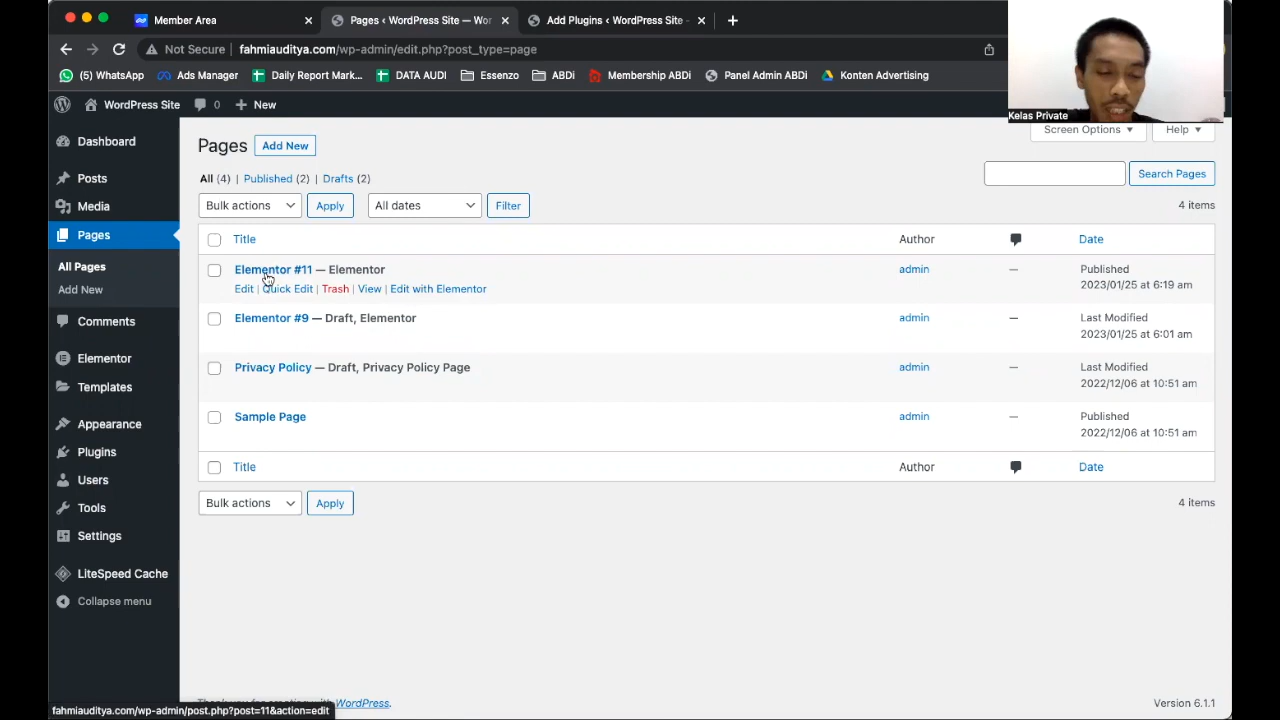 Member Area
Pages ‹ WordPress Site — Wor
Add Plugins ‹ WordPress Site -
Not Secure
fahmiauditya.com/wp-admin/edit.php?post_type=page
(5) WhatsApp
Ads Manager
Daily Report Mark...
DATA AUDI
Essenzo
ABDi
Membership ABDi
Panel Admin ABDi
Konten Advertising
Kelas Private
WordPress Site
0
New
Screen Options
Help
Dashboard
Posts
Media
Pages
All Pages
Add New
Comments
Elementor
Templates
Appearance
Plugins
Users
Tools
Settings
LiteSpeed Cache
Collapse menu
Pages
Add New
All (4) | Published (2) | Drafts (2)
Search Pages
Bulk actions
Apply
All dates
Filter
4 items
Title
Author
Date
Elementor #11 — Elementor
admin
—
Published
2023/01/25 at 6:19 am
Edit | Quick Edit | Trash | View | Edit with Elementor
Elementor #9 — Draft, Elementor
admin
—
Last Modified
2023/01/25 at 6:01 am
Privacy Policy — Draft, Privacy Policy Page
admin
—
Last Modified
2022/12/06 at 10:51 am
Sample Page
admin
—
Published
2022/12/06 at 10:51 am
Title
Author
Date
Bulk actions
Apply
4 items
WordPress.
Version 6.1.1
fahmiauditya.com/wp-admin/post.php?post=11&action=edit